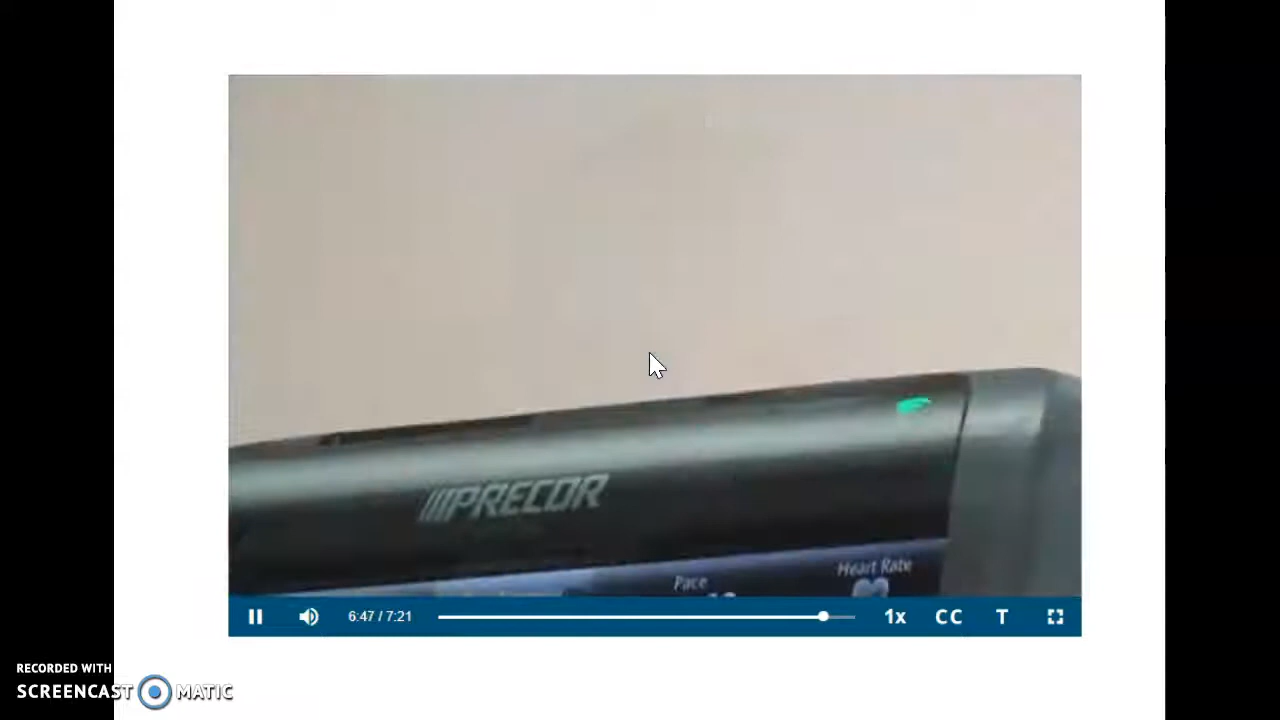 PRECOR
Pace
Heart Rate
6:47 / 7:21
1x
CC
T
RECORDED WITH
SCREENCAST MATIC